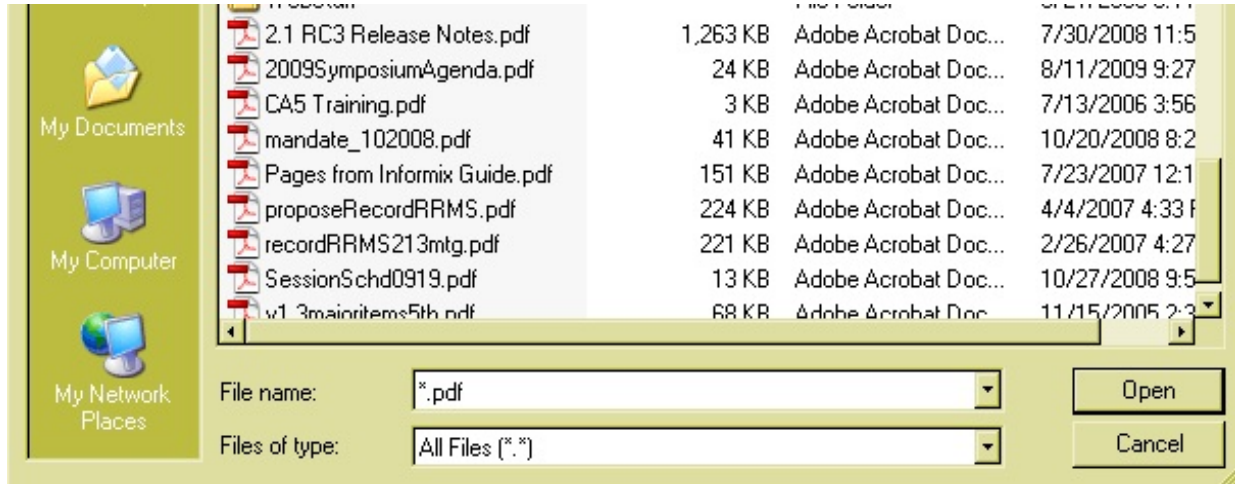 2.1 RC3 Release Notes.pdf 1,263 KB Adobe Acrobat Doc... 7/30/2008 11:5
2009SymposiumAgenda.pdf 24 KB Adobe Acrobat Doc... 8/11/2009 9:27
CA5 Training.pdf 3 KB Adobe Acrobat Doc... 7/13/2006 3:56
mandate_102008.pdf 41 KB Adobe Acrobat Doc... 10/20/2008 8:2
Pages from Informix Guide.pdf 151 KB Adobe Acrobat Doc... 7/23/2007 12:1
proposeRecordRRMS.pdf 224 KB Adobe Acrobat Doc... 4/4/2007 4:33
recordRRMS213mtg.pdf 221 KB Adobe Acrobat Doc... 2/26/2007 4:27
SessionSchd0919.pdf 13 KB Adobe Acrobat Doc... 10/27/2008 9:5
v1.3majoritems5th.pdf 68 KB Adobe Acrobat Doc... 11/15/2005 2:3
My Documents
My Computer
My Network
Places
File name: *.pdf Open
Files of type: All Files (*.*) Cancel